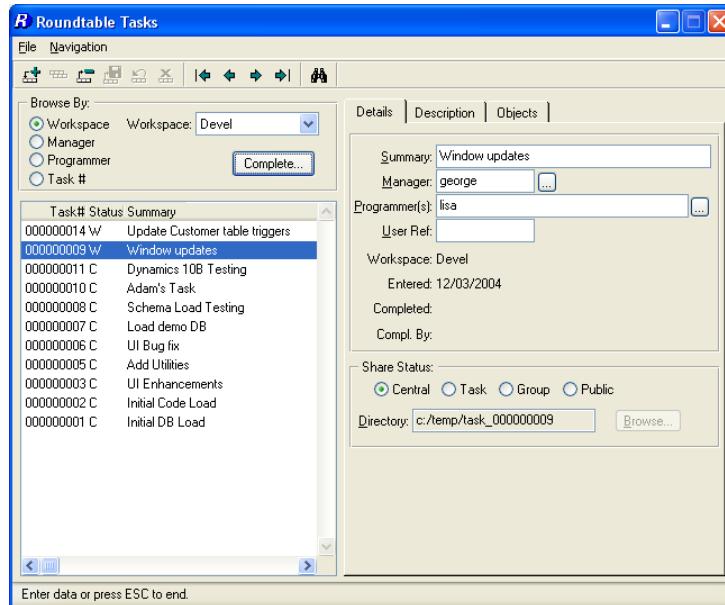 Roundtable Tasks
File Navigation
Browse By:
Workspace Workspace: Devel
Manager
Programmer Complete...
Task #
Task# Status Summary
000000014 W Update Customer table triggers
000000009 W Window updates
000000011 C Dynamics 10B Testing
000000010 C Adam's Task
000000008 C Schema Load Testing
000000007 C Load demo DB
000000006 C UI Bug fix
000000005 C Add Utilities
000000003 C UI Enhancements
000000002 C Initial Code Load
000000001 C Initial DB Load
Details Description Objects
Summary: Window updates
Manager: george ...
Programmer(s): lisa ...
User Ref:
Workspace: Devel
Entered: 12/03/2004
Completed:
Compl. By:
Share Status:
Central Task Group Public
Directory: c:/temp/task_000000009 Browse...
Enter data or press ESC to end.